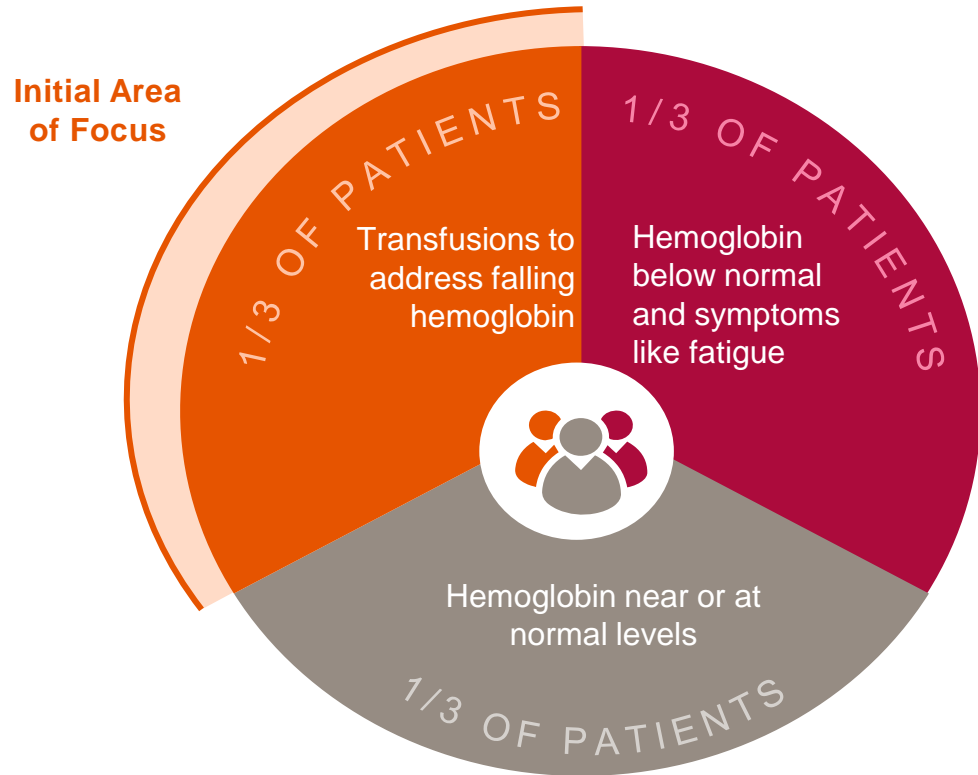 Initial Area
of Focus
1/3 OF PATIENTS
Transfusions to
address falling
hemoglobin
1/3 OF PATIENTS
Hemoglobin
below normal
and symptoms
like fatigue
Hemoglobin near or at
normal levels
1/3 OF PATIENTS